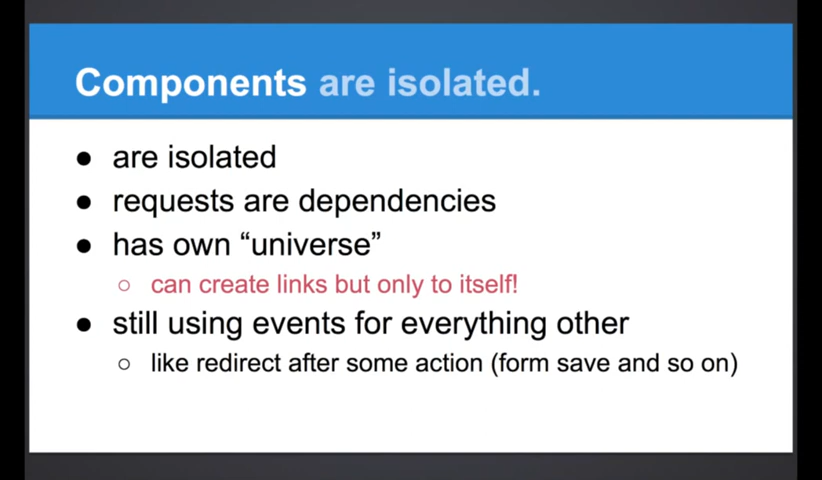 Components are isolated.
● are isolated
● requests are dependencies
● has own “universe”
○ can create links but only to itself!
● still using events for everything other
○ like redirect after some action (form save and so on)